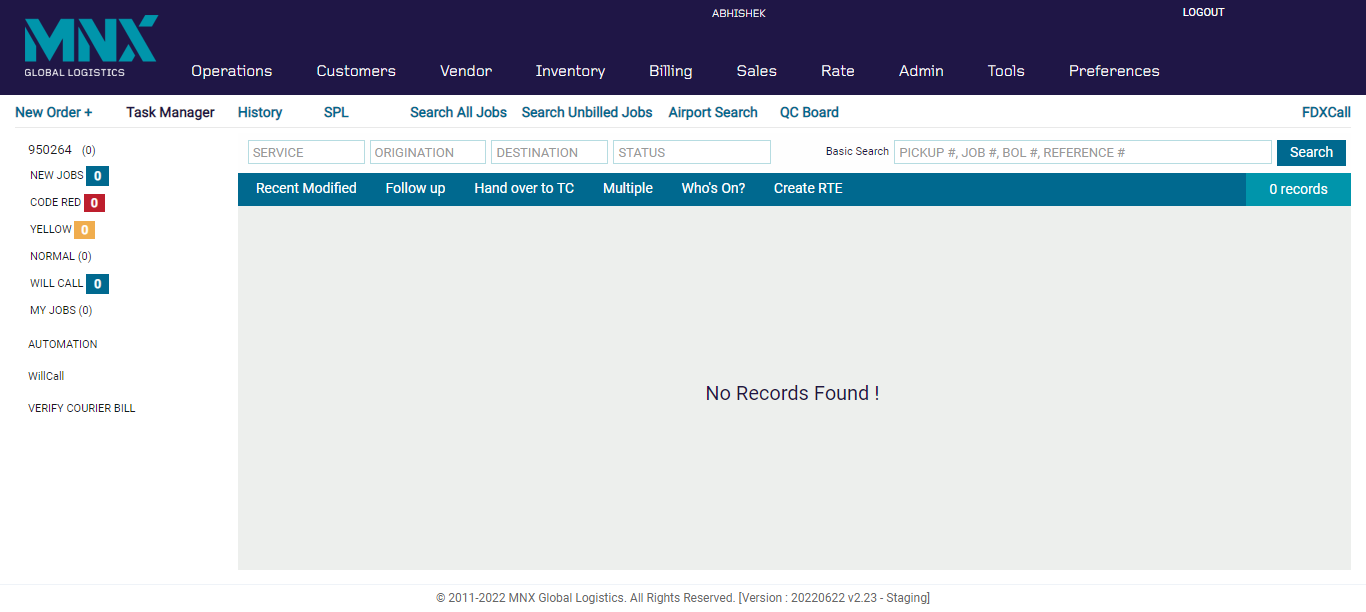 MNX
GLOBAL LOGISTICS
ABHISHEK
LOGOUT
Operations Customers Vendor Inventory Billing Sales Rate Admin Tools Preferences
New Order + Task Manager History SPL Search All Jobs Search Unbilled Jobs Airport Search QC Board FDXCall
950264 (0)
NEW JOBS 0
CODE RED 0
YELLOW 0
NORMAL (0)
WILL CALL 0
MY JOBS (0)
AUTOMATION
WillCall
VERIFY COURIER BILL
SERVICE ORIGINATION DESTINATION STATUS Basic Search PICKUP #, JOB #, BOL #, REFERENCE # Search
Recent Modified Follow up Hand over to TC Multiple Who's On? Create RTE 0 records
No Records Found !
© 2011-2022 MNX Global Logistics. All Rights Reserved. [Version : 20220622 v2.23 - Staging]